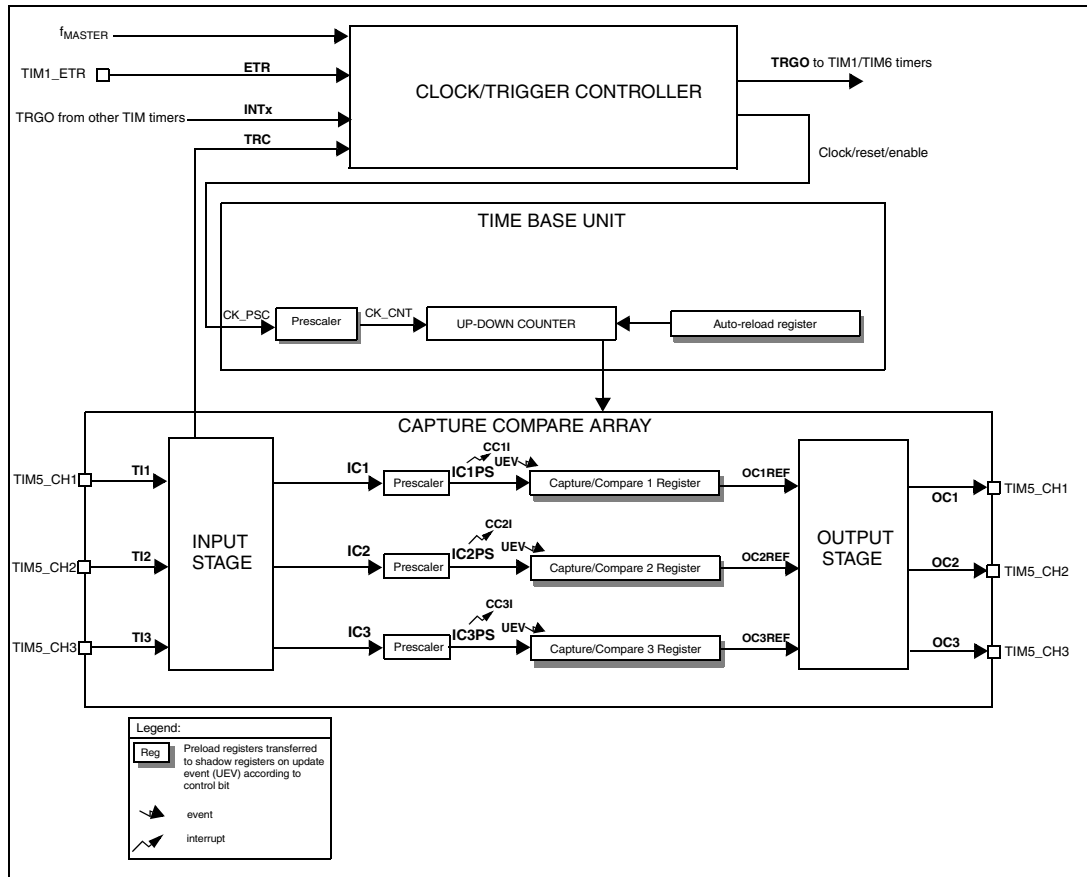 fMASTER
TIM1_ETR
ETR
TRGO from other TIM timers
INTx
TRC
CLOCK/TRIGGER CONTROLLER
TRGO to TIM1/TIM6 timers
Clock/reset/enable
TIME BASE UNIT
CK_PSC
Prescaler
CK_CNT
UP-DOWN COUNTER
Auto-reload register
CAPTURE COMPARE ARRAY
TIM5_CH1
TI1
INPUT
STAGE
IC1
Prescaler
IC1PS
CC1I
UEV
Capture/Compare 1 Register
OC1REF
OUTPUT
STAGE
OC1
TIM5_CH1
TIM5_CH2
TI2
IC2
Prescaler
IC2PS
CC2I
UEV
Capture/Compare 2 Register
OC2REF
OC2
TIM5_CH2
TIM5_CH3
TI3
IC3
Prescaler
IC3PS
CC3I
UEV
Capture/Compare 3 Register
OC3REF
OC3
TIM5_CH3
Legend:
Reg
Preload registers transferred
to shadow registers on update
event (UEV) according to
control bit
event
interrupt